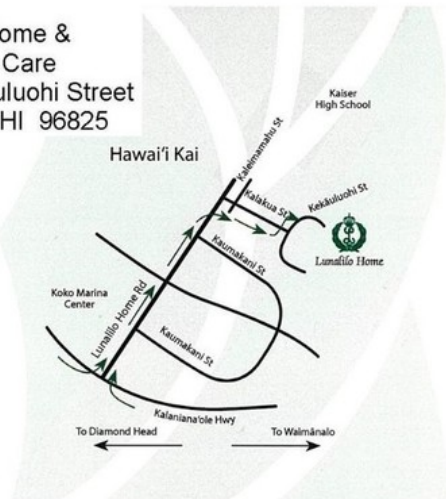 ome &
Care
uluohi Street
HI 96825
Kaiser
High School
Hawai'i Kai
Kaleimamahu St
Kalakua St
Kekāuluohi St
Lunalilo Home
Kaumakani St
Koko Marina
Center
Lunalilo Home Rd
Kaumakani St
Kalaniana'ole Hwy
To Diamond Head
To Waimānalo